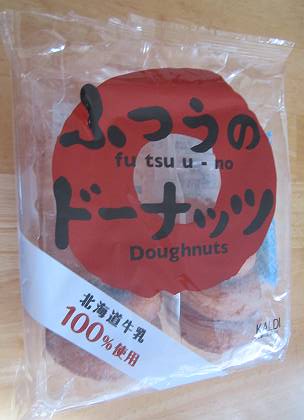 ふつうの
fu tsu u - no
ドーナッツ
Doughnuts
北海道牛乳
100%使用
KALDI